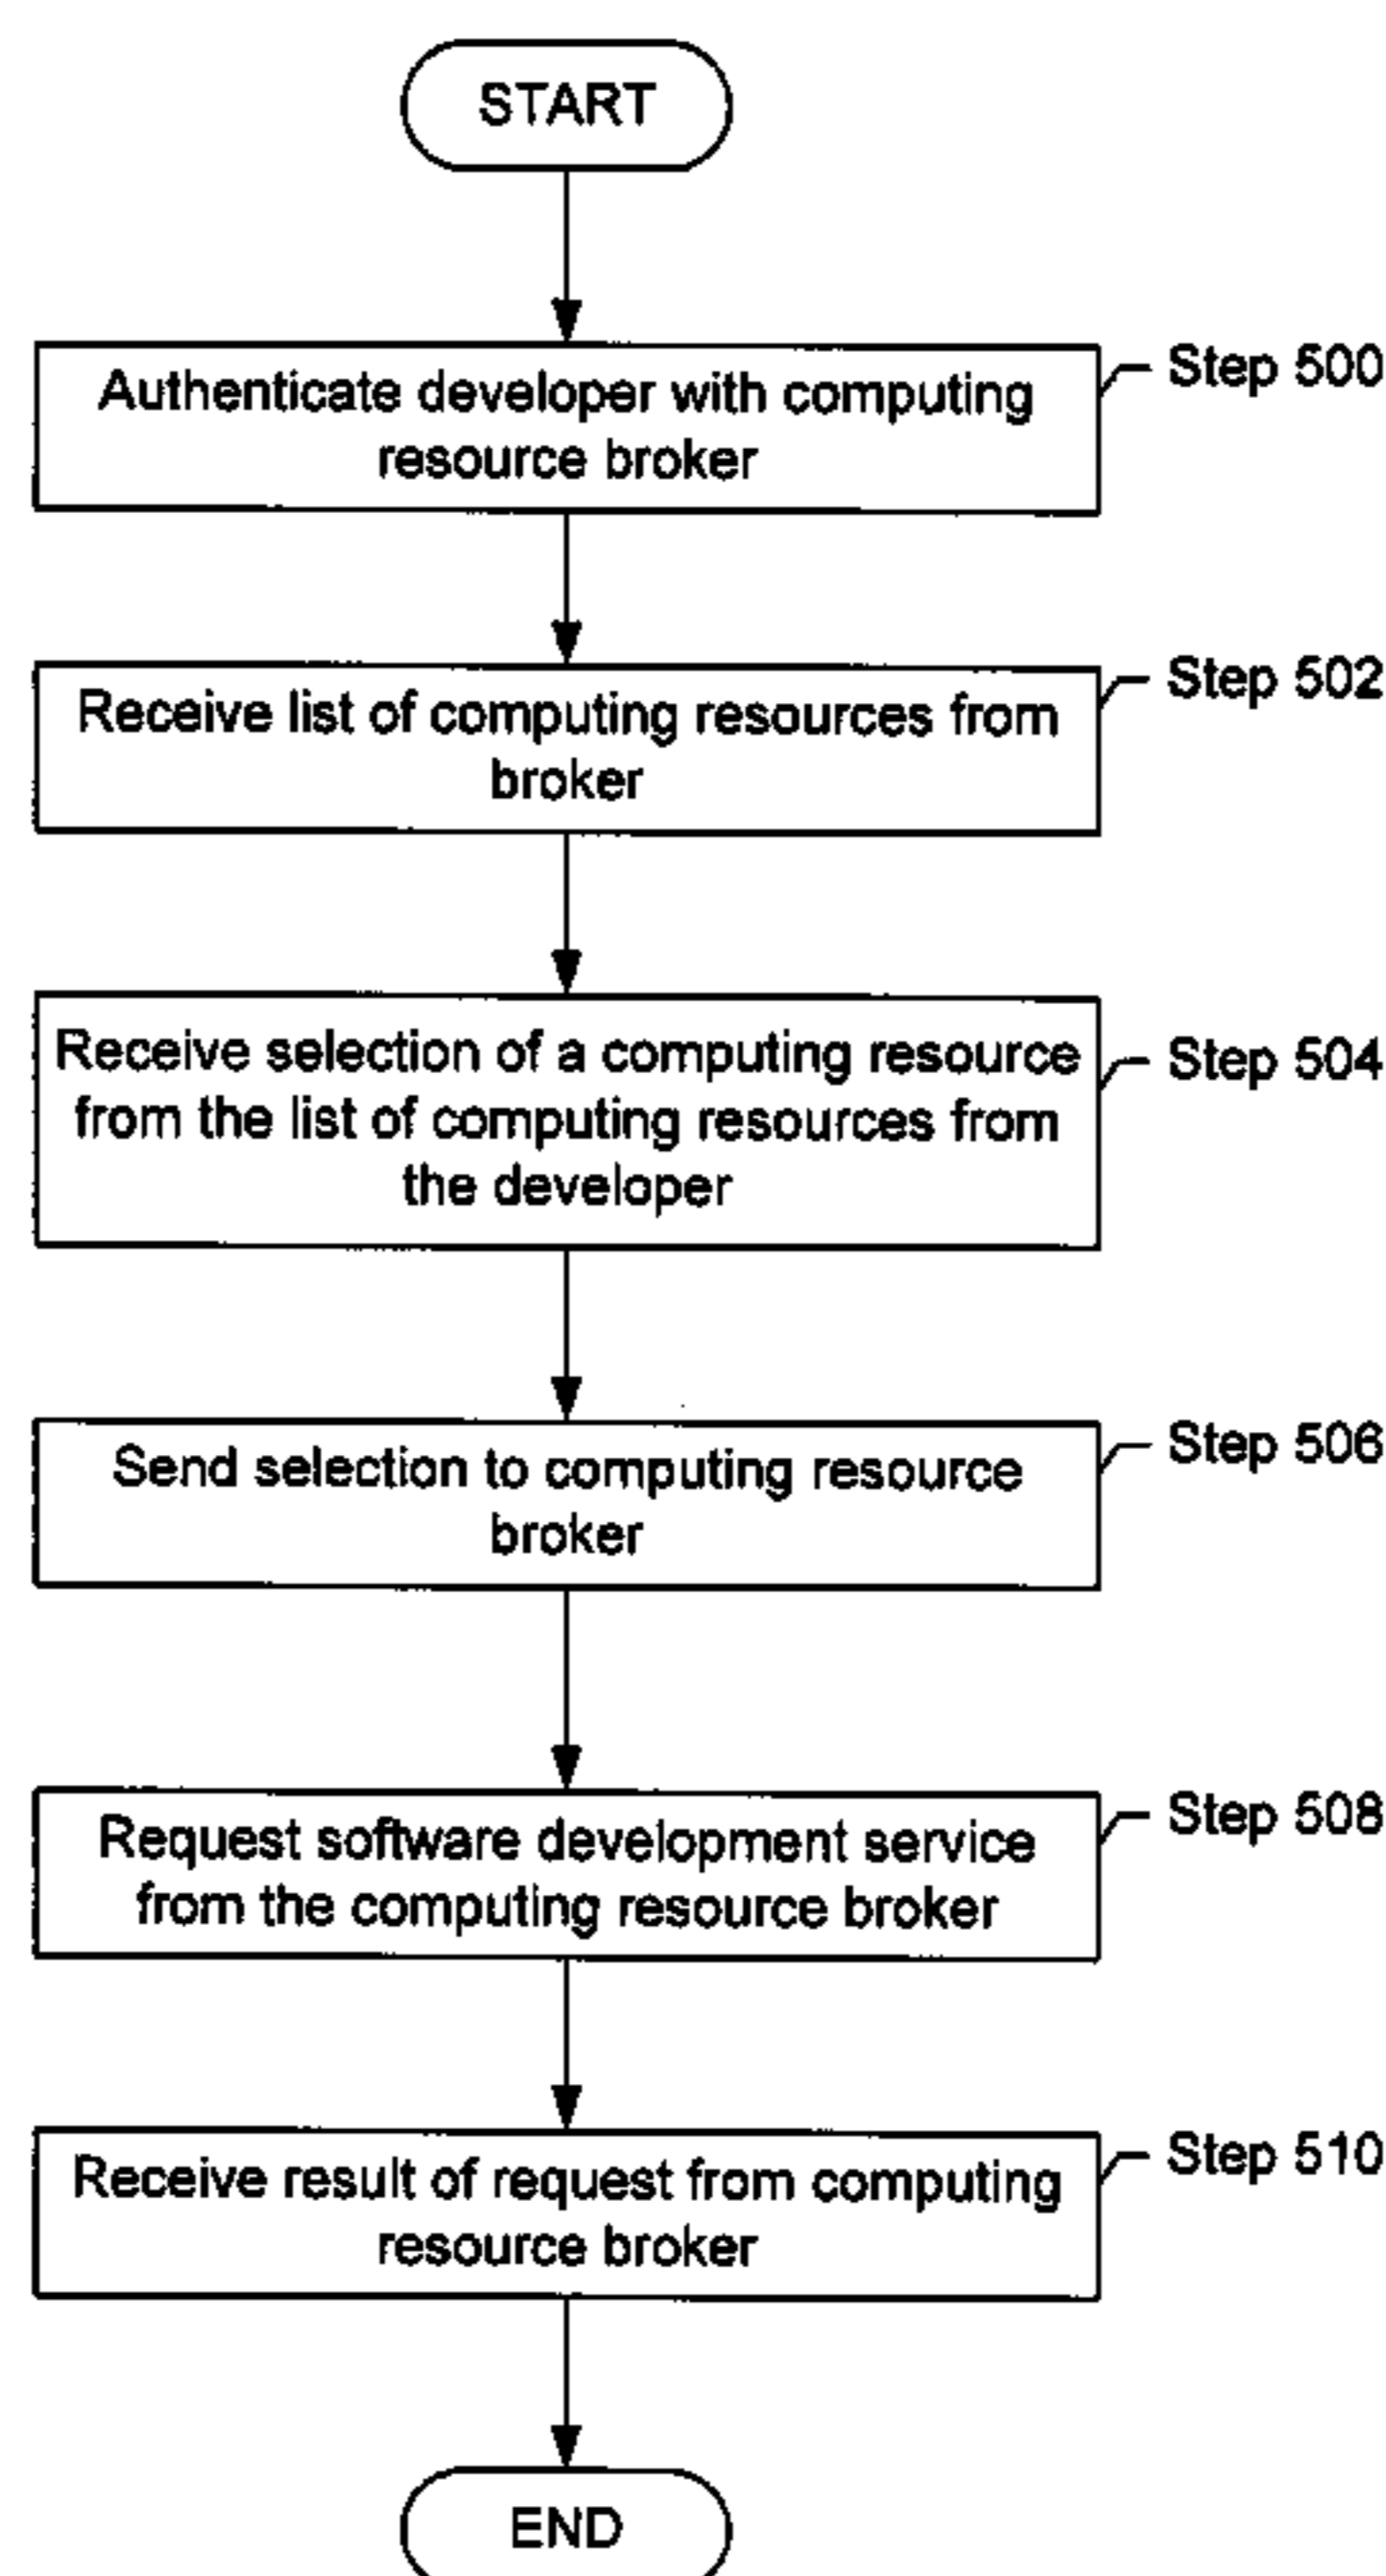 START
Authenticate developer with computing
resource broker
Step 500
Receive list of computing resources from
broker
Step 502
Receive selection of a computing resource
from the list of computing resources from
the developer
Step 504
Send selection to computing resource
broker
Step 506
Request software development service
from the computing resource broker
Step 508
Receive result of request from computing
resource broker
Step 510
END